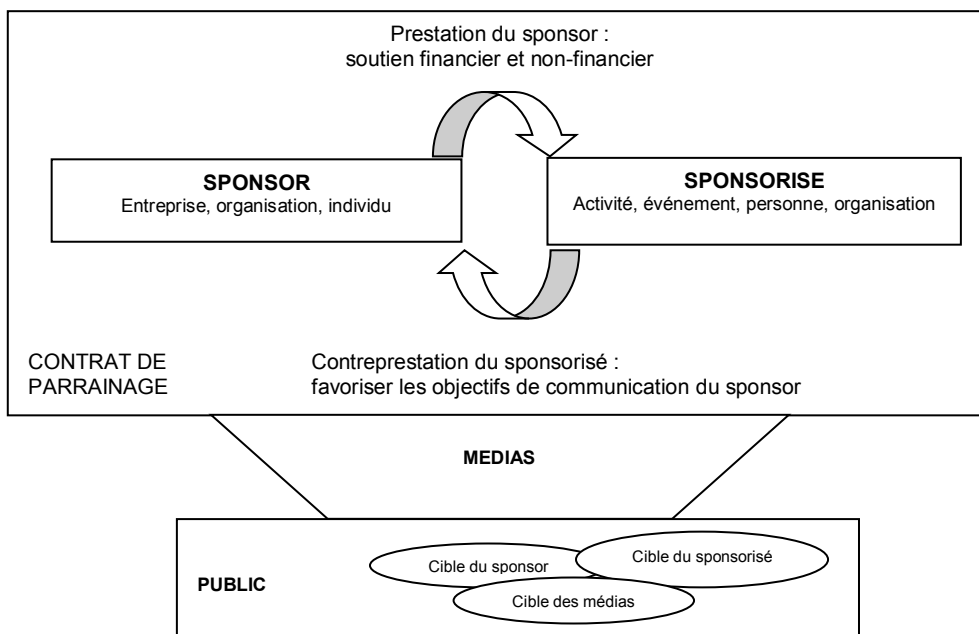 Prestation du sponsor :
soutien financier et non-financier
SPONSOR
Entreprise, organisation, individu
SPONSORISE
Activité, événement, personne, organisation
CONTRAT DE
PARRAINAGE
Contreprestation du sponsorisé :
favoriser les objectifs de communication du sponsor
MEDIAS
PUBLIC
Cible du sponsor
Cible du sponsorisé
Cible des médias